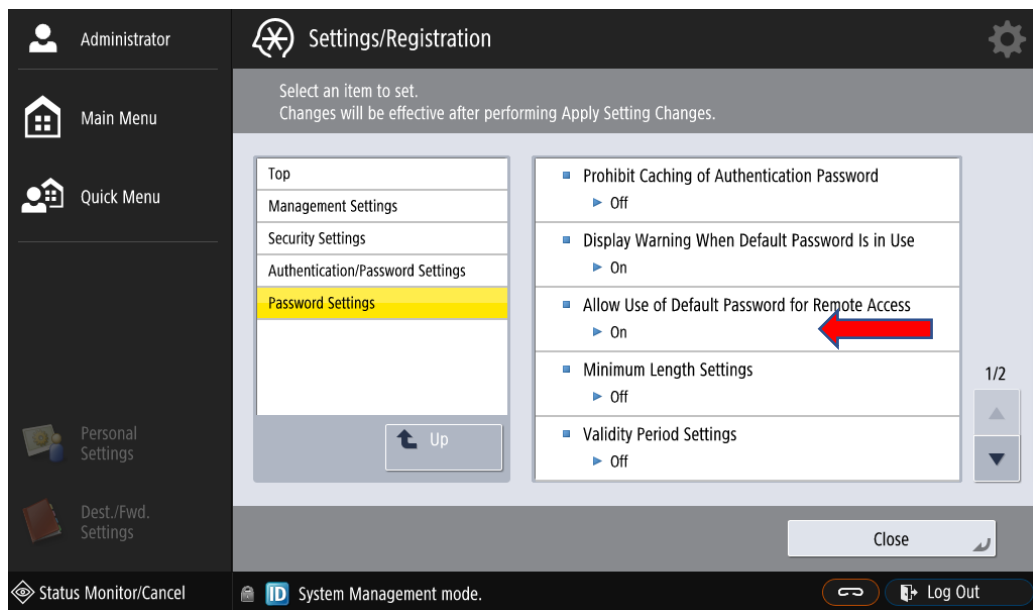 Administrator
Settings/Registration
Select an item to set.
Changes will be effective after performing Apply Setting Changes.
Main Menu
Quick Menu
Personal
Settings
Dest./Fwd.
Settings
Top
Management Settings
Security Settings
Authentication/Password Settings
Password Settings
Up
Prohibit Caching of Authentication Password
Off
Display Warning When Default Password Is in Use
On
Allow Use of Default Password for Remote Access
On
Minimum Length Settings
Off
Validity Period Settings
Off
1/2
Close
Status Monitor/Cancel
ID System Management mode.
Log Out